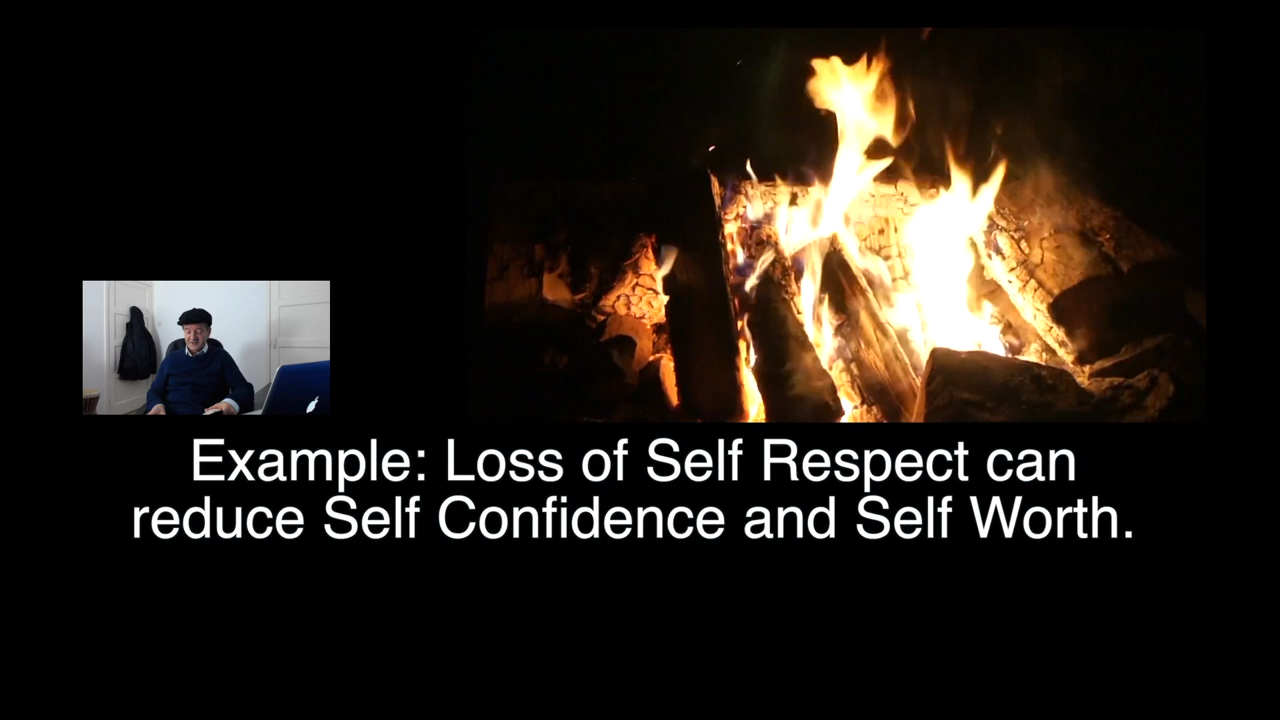 Example: Loss of Self Respect can
reduce Self Confidence and Self Worth.